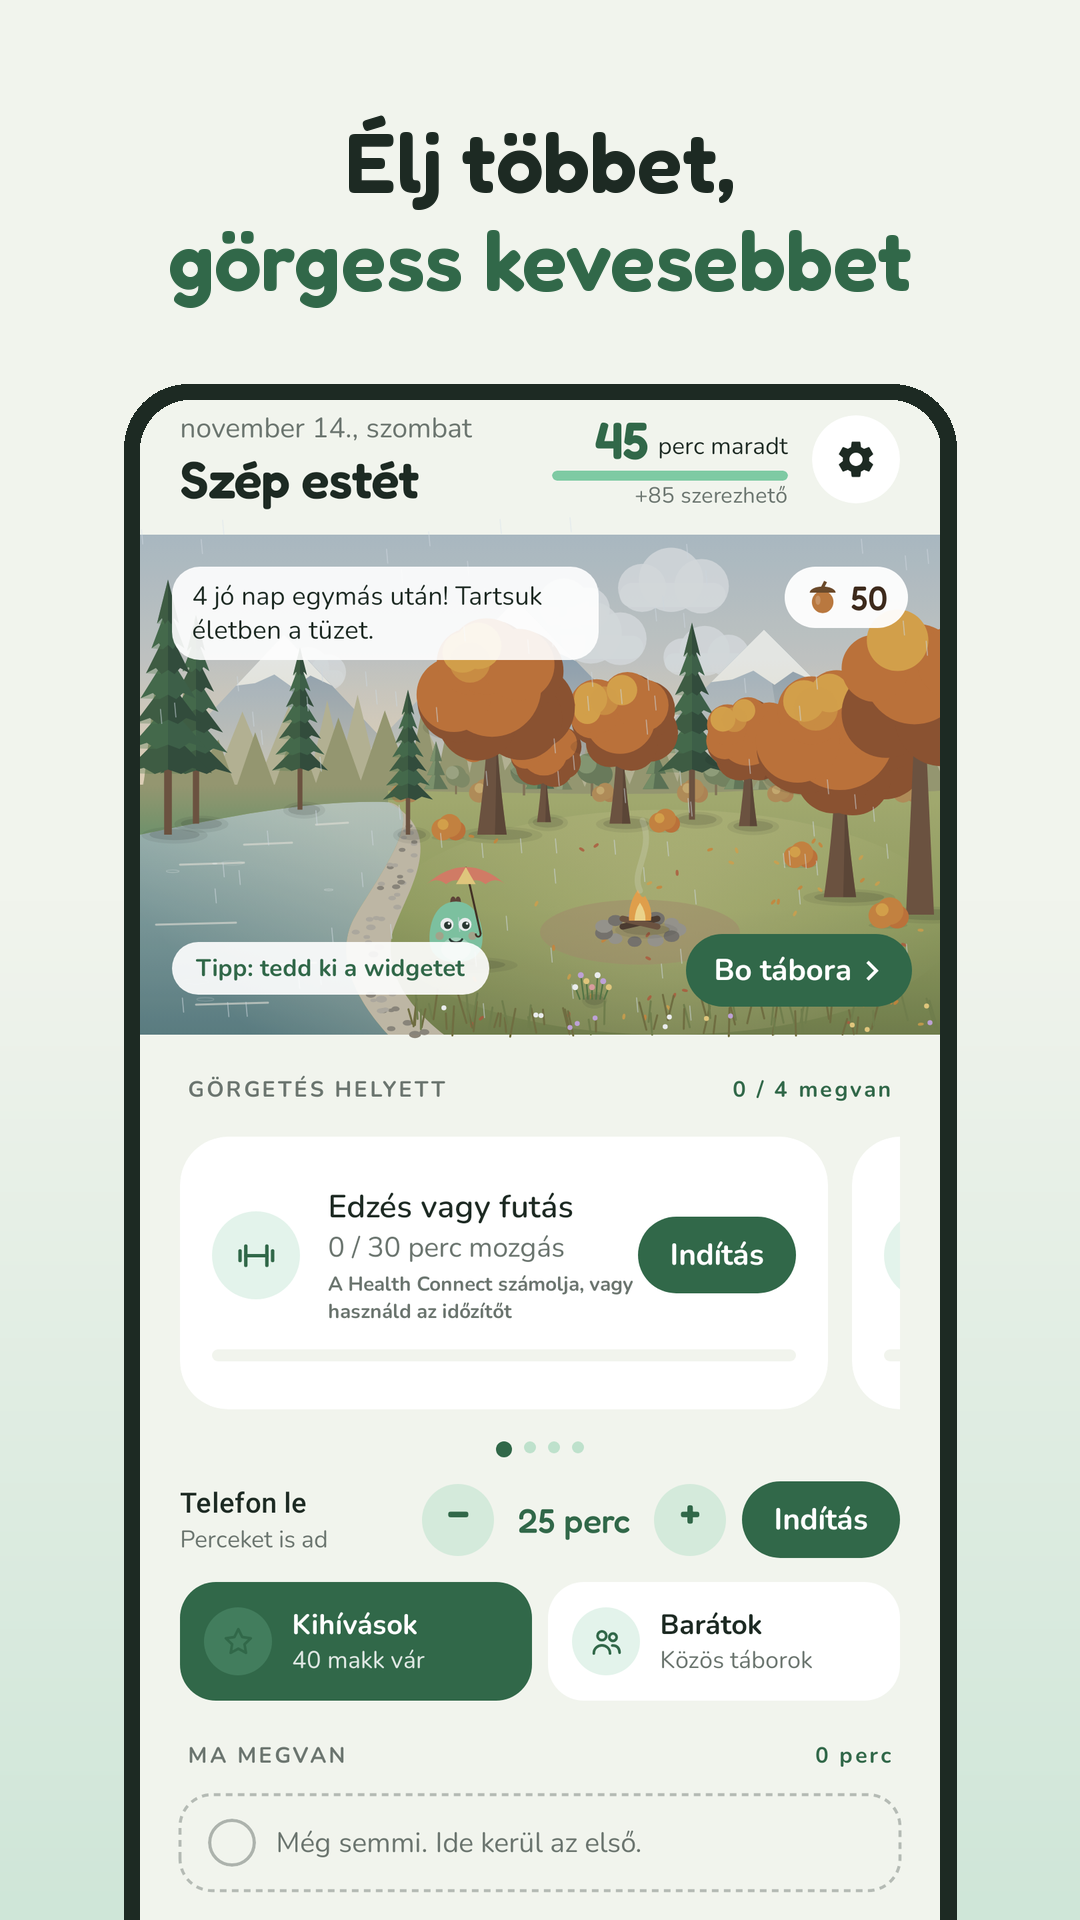 Élj többet,
görgess kevesebbet
november 14., szombat
Szép estét
45 perc maradt
+85 szerezhető
4 jó nap egymás után! Tartsuk
életben a tüzet.
50
Tipp: tedd ki a widgetet
Bo tábora
GÖRGETÉS HELYETT
0 / 4 megvan
Edzés vagy futás
0 / 30 perc mozgás
A Health Connect számolja, vagy
használd az időzítőt
Indítás
Telefon le
Perceket is ad
25 perc
Indítás
Kihívások
40 makk vár
Barátok
Közös táborok
MA MEGVAN
0 perc
Még semmi. Ide kerül az első.